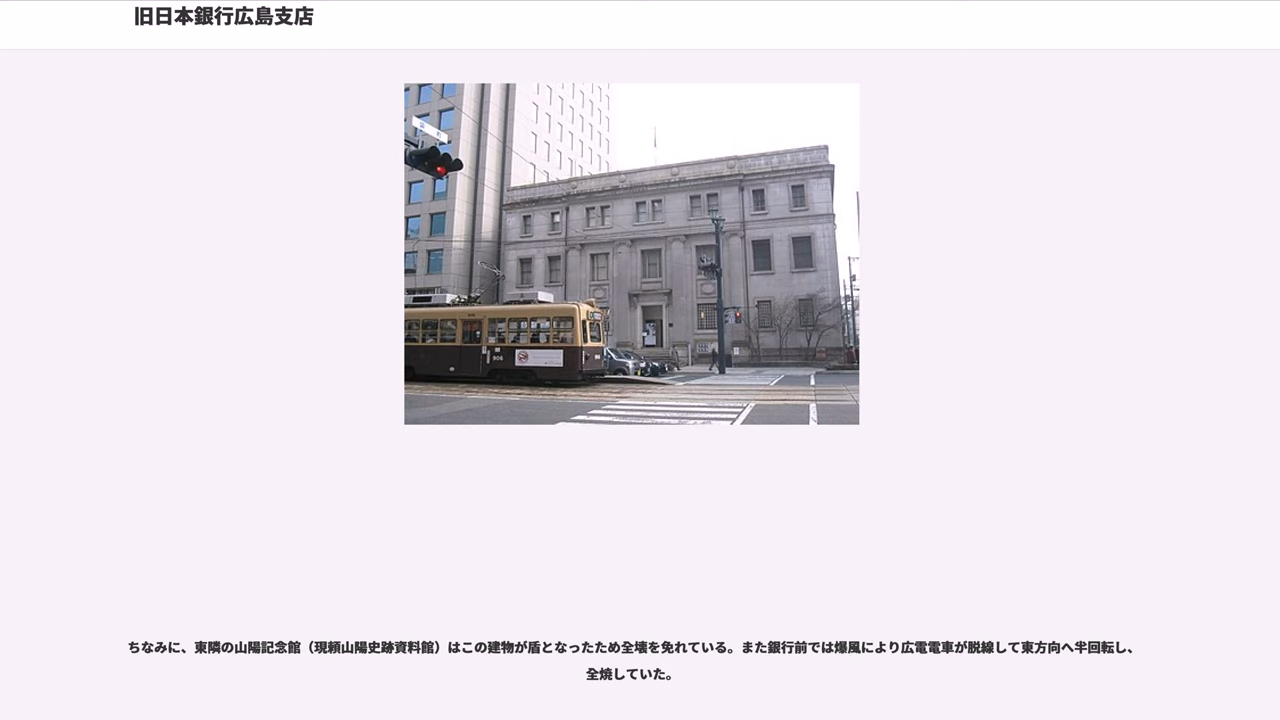 旧日本銀行広島支店
906
ちなみに、東隣の山陽記念館（現頼山陽史跡資料館）はこの建物が盾となったため全壊を免れている。また銀行前では爆風により広電電車が脱線して東方向へ半回転し、
全焼していた。